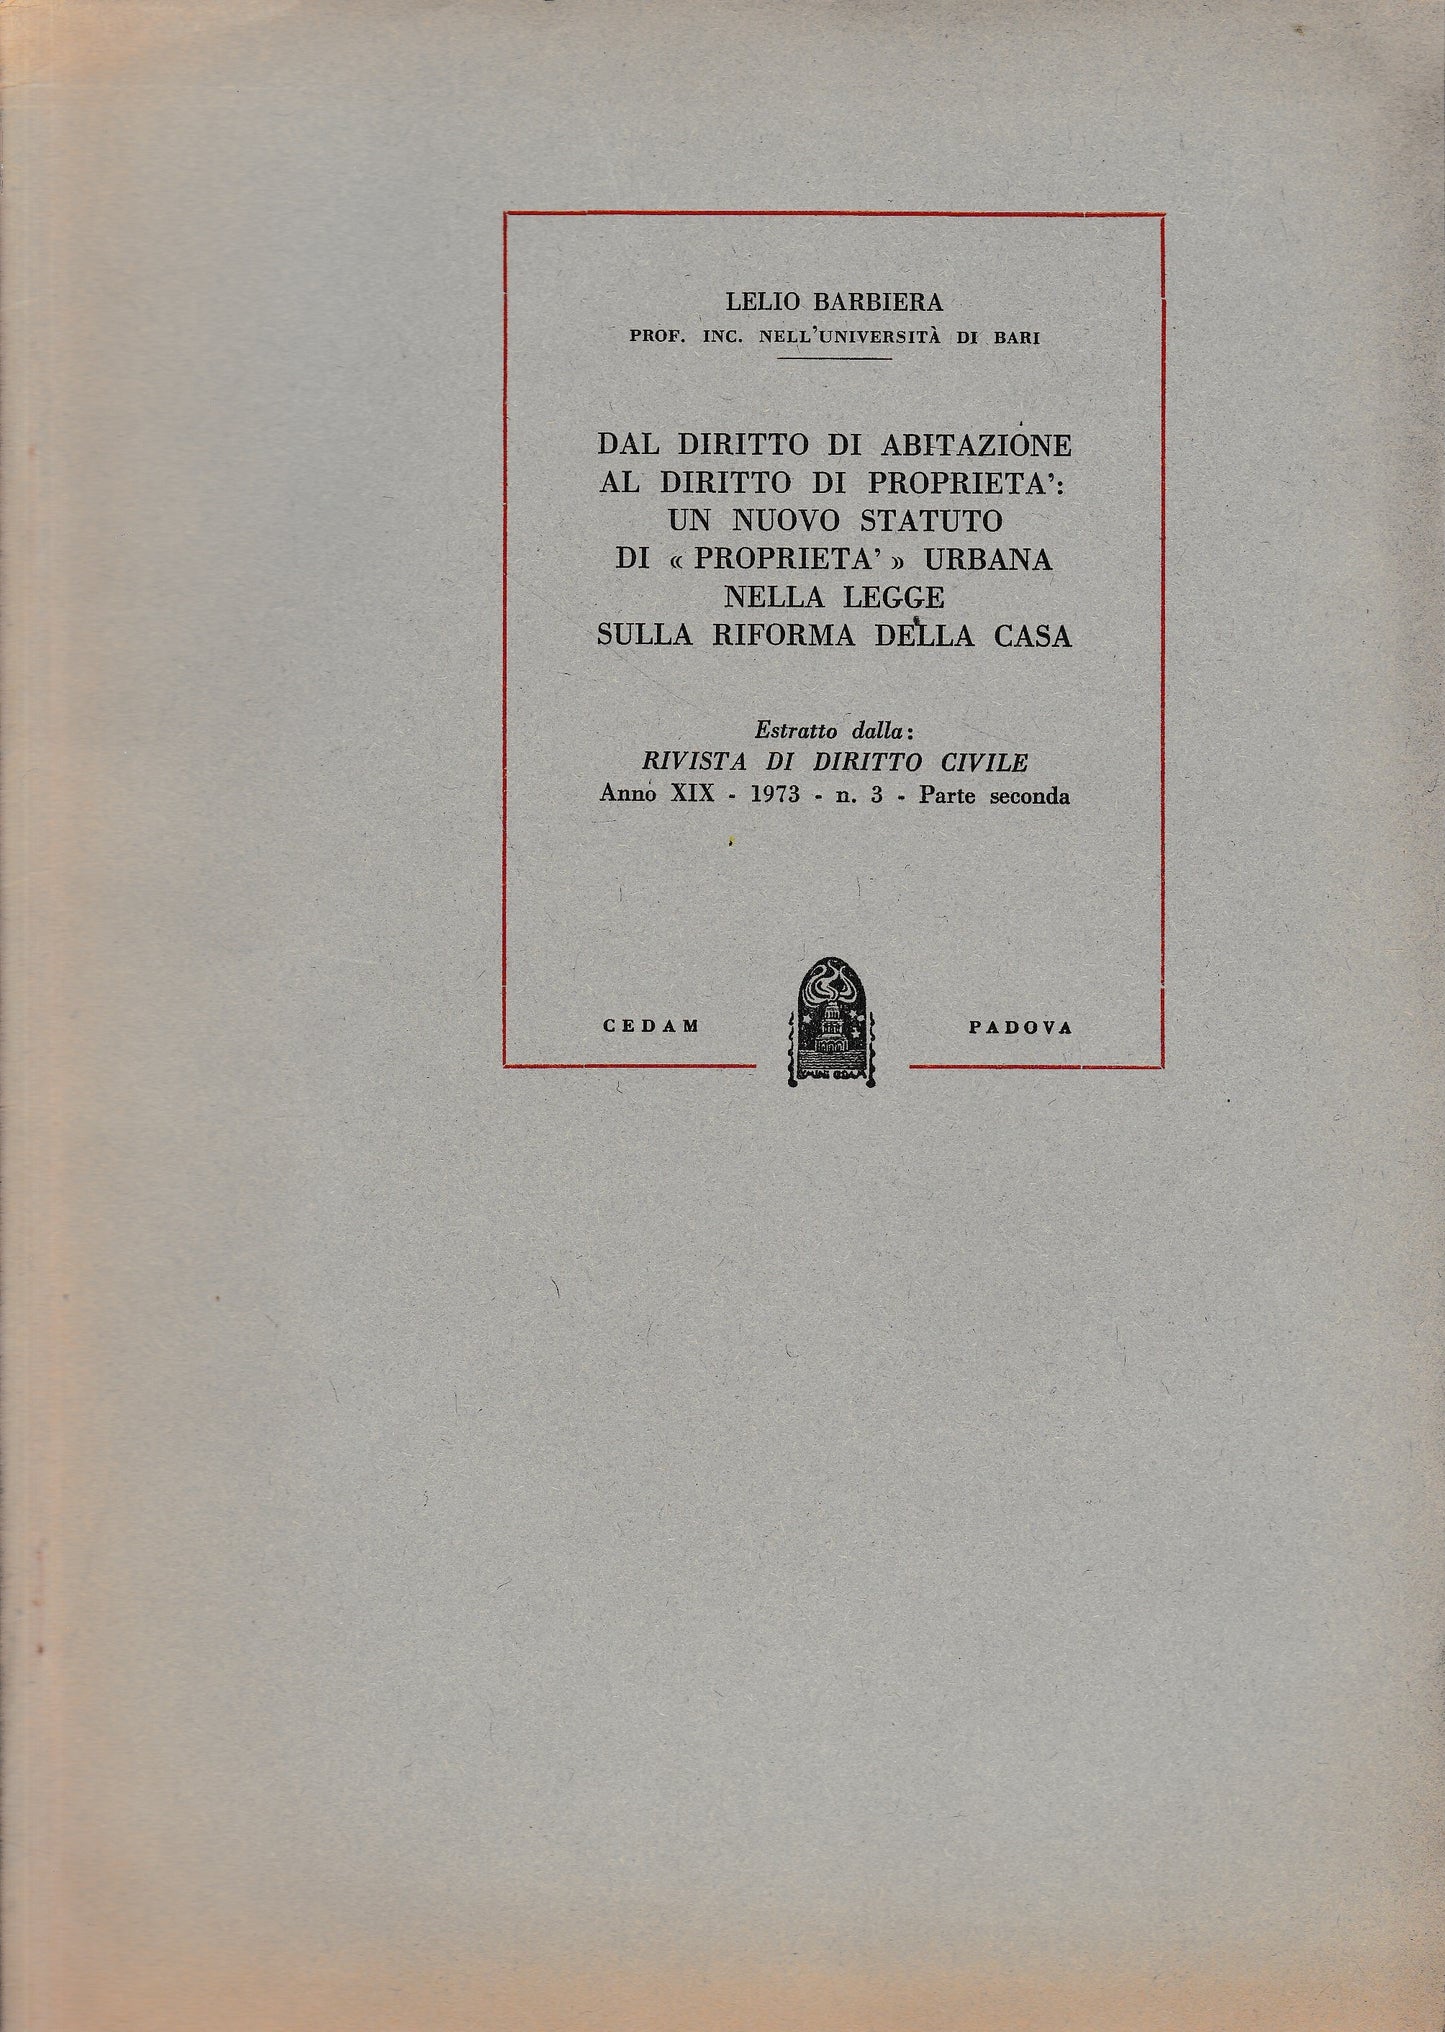 LELIO BARBIERA
PROF. INC. NELL'UNIVERSITÀ DI BARI
DAL DIRITTO DI ABITAZIONE
AL DIRITTO DI PROPRIETA':
UN NUOVO STATUTO
DI « PROPRIETA' » URBANA
NELLA LEGGE
SULLA RIFORMA DELLA CASA
Estratto dalla:
RIVISTA DI DIRITTO CIVILE
Anno XIX - 1973 - n. 3 - Parte seconda
CEDAM PADOVA